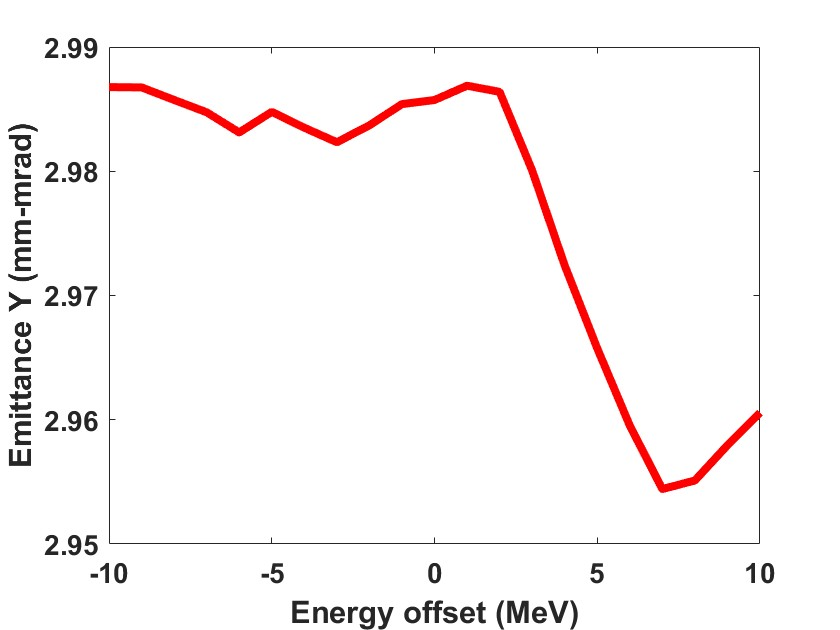 2.99
2.98
2.97
2.96
2.95
Emittance Y (mm-mrad)
-10 -5 0 5 10
Energy offset (MeV)